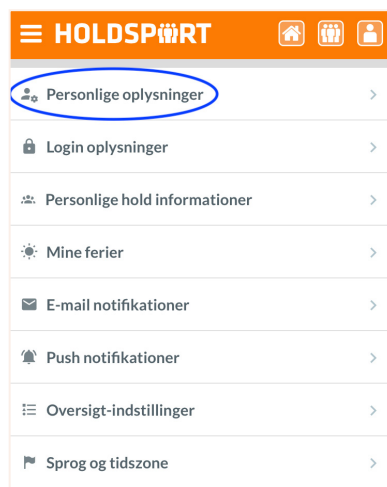 HOLDSPORT
Personlige oplysninger
Login oplysninger
Personlige hold informationer
Mine ferier
E-mail notifikationer
Push notifikationer
Oversigt-indstillinger
Sprog og tidszone